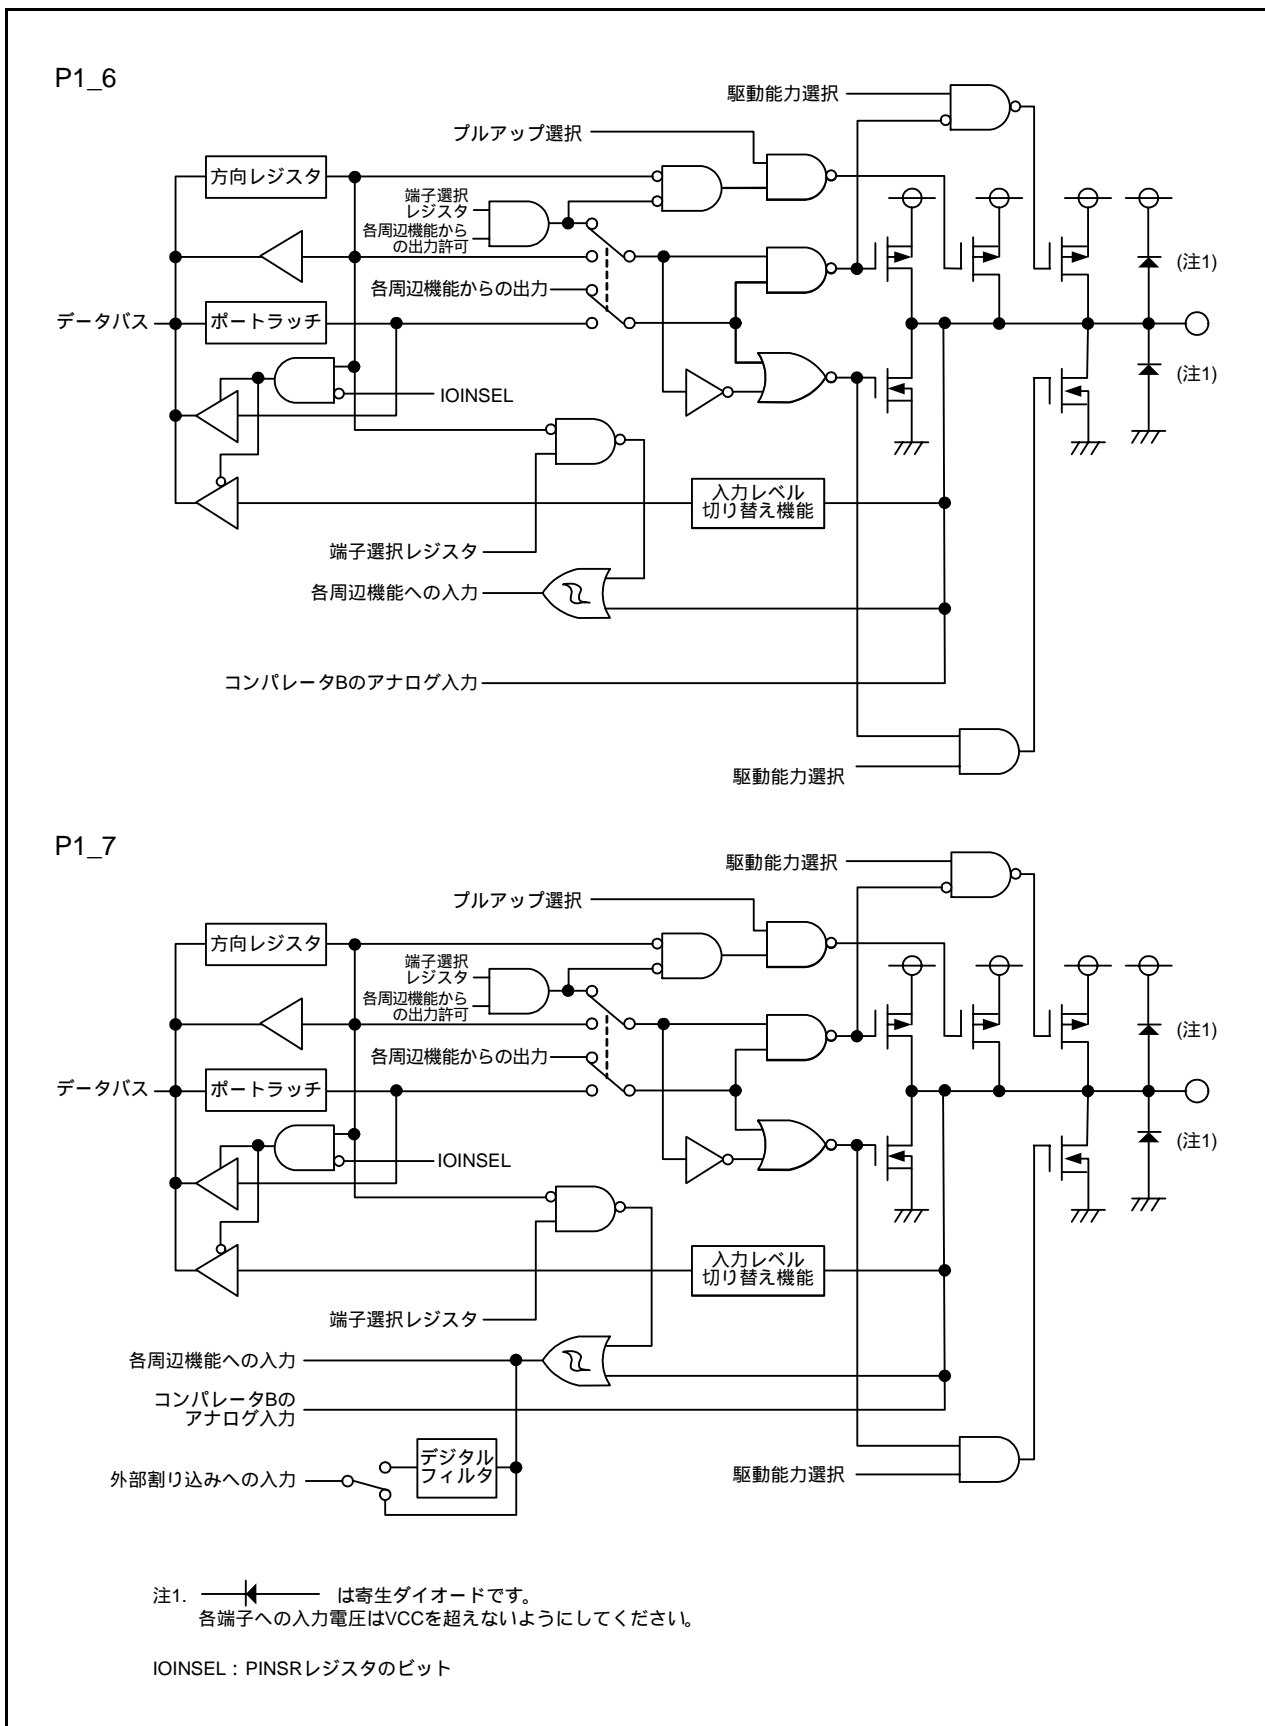 P1_6
駆動能力選択
プルアップ選択
方向レジスタ
端子選択
レジスタ
各周辺機能から
の出力許可
(注1)
各周辺機能からの出力
データバス
ポートラッチ
(注1)
IOINSEL
入力レベル
切り替え機能
端子選択レジスタ
各周辺機能への入力
コンパレータBのアナログ入力
駆動能力選択
P1_7
駆動能力選択
プルアップ選択
方向レジスタ
端子選択
レジスタ
各周辺機能から
の出力許可
(注1)
各周辺機能からの出力
データバス
ポートラッチ
(注1)
IOINSEL
入力レベル
切り替え機能
端子選択レジスタ
各周辺機能への入力
コンパレータBの
アナログ入力
デジタル
フィルタ
外部割り込みへの入力
駆動能力選択
注1. は寄生ダイオードです。
各端子への入力電圧はVCCを超えないようにしてください。
IOINSEL：PINSRレジスタのビット